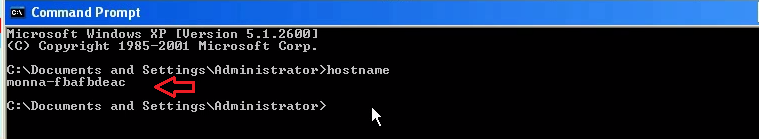 Command Prompt
Microsoft Windows XP [Version 5.1.2600]
(C) Copyright 1985-2001 Microsoft Corp.
C:\Documents and Settings\Administrator>hostname
monna-fbafbdeac
C:\Documents and Settings\Administrator>